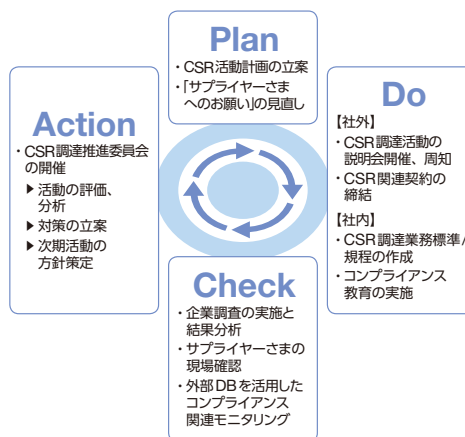 Plan
・CSR活動計画の立案
・「サプライヤーさま
へのお願い」の見直し
Do
【社外】
・CSR調達活動の
説明会開催、周知
・CSR関連契約の
締結
【社内】
・CSR調達業務標準/
規程の作成
・コンプライアンス
教育の実施
Check
・企業調査の実施と
結果分析
・サプライヤーさまの
現場確認
・外部DBを活用した
コンプライアンス
関連モニタリング
Action
・CSR調達推進委員会
の開催
▶活動の評価、
分析
▶対策の立案
▶次期活動の
方針策定